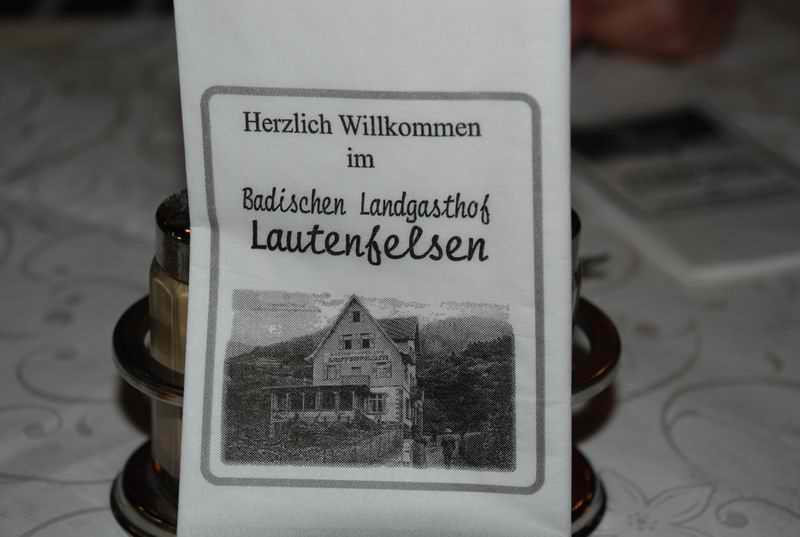 Herzlich Willkommen
im
Badischen Landgasthof
Lautenfelsen